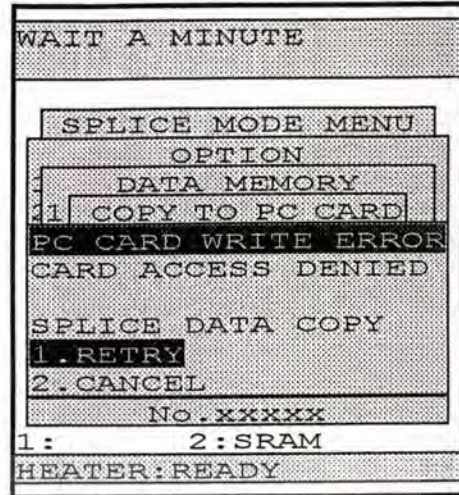 WAIT A MINUTE
SPLICE MODE MENU
OPTION
DATA MEMORY
COPY TO PC CARD
PC CARD WRITE ERROR
CARD ACCESS DENIED
SPLICE DATA COPY
1.RETRY
2.CANCEL
No.xxxxx
1: 2:SRAM
HEATER:READY